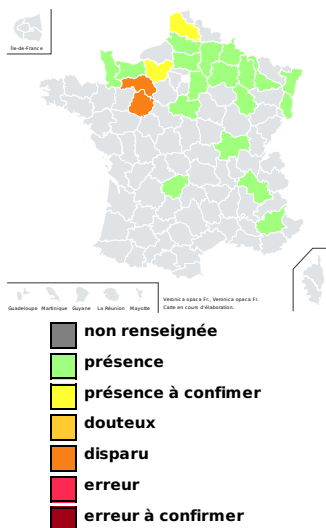 Île-de-France
Guadeloupe Martinique Guyane La Réunion Mayotte
Veronica opaca Fr., Veronica opaca Fr.
Carte en cours d'élaboration.
non renseignée
présence
présence à confimer
douteux
disparu
erreur
erreur à confirmer